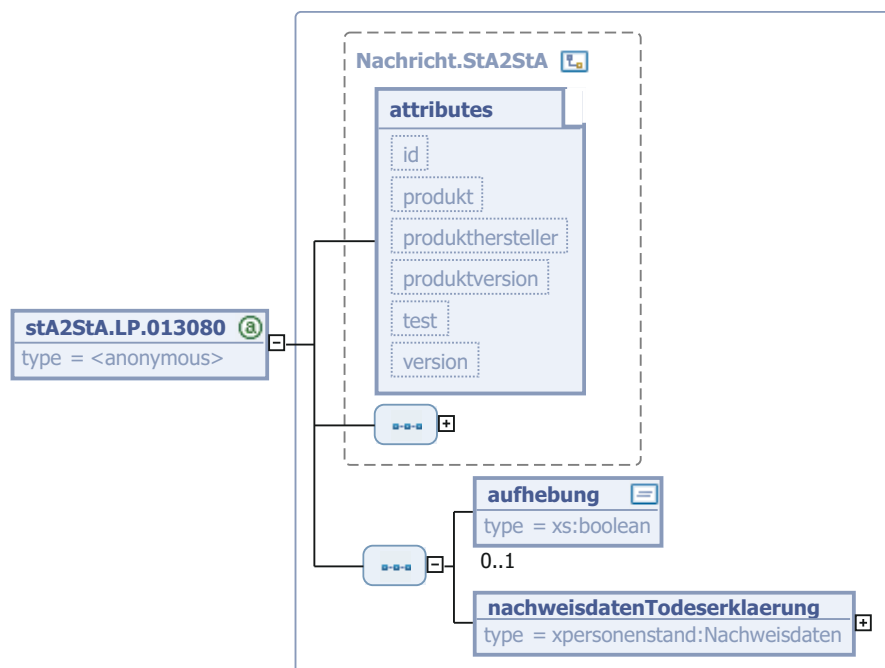 Nachricht.StA2StA
attributes
id
produkt
produkthersteller
produktversion
test
version
stA2StA.LP.013080
type = <anonymous>
aufhebung
type = xs:boolean
0..1
nachweisdatenTodeserklaerung
type = xpersonenstand:Nachweisdaten